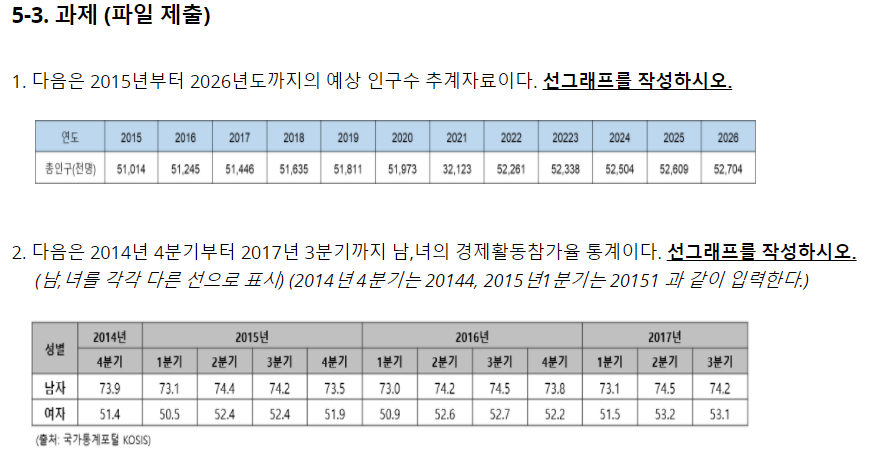 5-3. 과제 (파일 제출)
1. 다음은 2015년부터 2026년도까지의 예상 인구수 추계자료이다. 선그래프를 작성하시오.
연도 2015 2016 2017 2018 2019 2020 2021 2022 20223 2024 2025 2026
총인구(천명) 51,014 51,245 51,446 51,635 51,811 51,973 32,123 52,261 52,338 52,504 52,609 52,704
2. 다음은 2014년 4분기부터 2017년 3분기까지 남,녀의 경제활동참가율 통계이다. 선그래프를 작성하시오.
(남,녀를 각각 다른 선으로 표시) (2014년 4분기는 20144, 2015년1분기는 20151 과 같이 입력한다.)
성별 2014년 2015년 2016년 2017년
4분기 1분기 2분기 3분기 4분기 1분기 2분기 3분기 4분기 1분기 2분기 3분기
남자 73.9 73.1 74.4 74.2 73.5 73.0 74.2 74.5 73.8 73.1 74.5 74.2
여자 51.4 50.5 52.4 52.4 51.9 50.9 52.6 52.7 52.2 51.5 53.2 53.1
(출처: 국가통계포털 KOSIS)